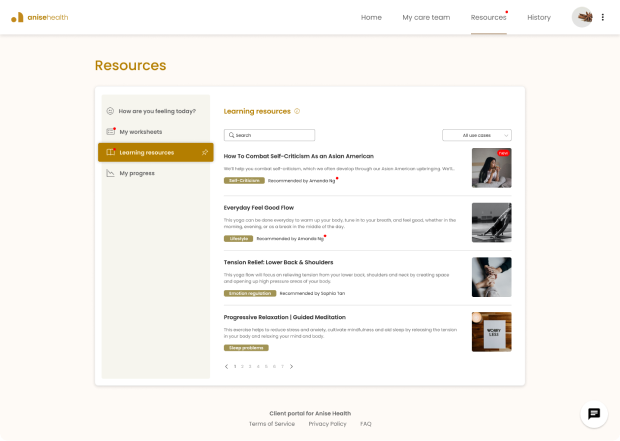 anisehealth
Home
My care team
Resources
History
Resources
How are you feeling today?
My worksheets
Learning resources
My progress
Learning resources
Search
All use cases
How To Combat Self-Criticism As an Asian American
new
We'll help you combat self-criticism, which we often develop through our Asian American upbringing. We'll...
Self-Criticism
Recommended by Amanda Ng
Everyday Feel Good Flow
This yoga can be done everyday to warm up your body, tune in to your breath, and feel good, whether in the
morning, evening, or as a break in the middle of the day.
Lifestyle
Recommended by Amanda Ng
Tension Relief: Lower Back & Shoulders
This yoga flow will focus on relieving tension from your lower back, shoulders and neck by creating space
and opening up high pressure stress of your body.
Emotion regulation
Recommended by Sophia Tan
Progressive Relaxation | Guided Meditation
This exercise helps to reduce stress and anxiety, cultivate mindfulness and aid sleep by releasing the tension
in your body and relaxing your mind and body.
WORRY
LESS
Sleep problems
1 2 3 4 5 6 7
Client portal for Anise Health
Terms of Service
Privacy Policy
FAQ